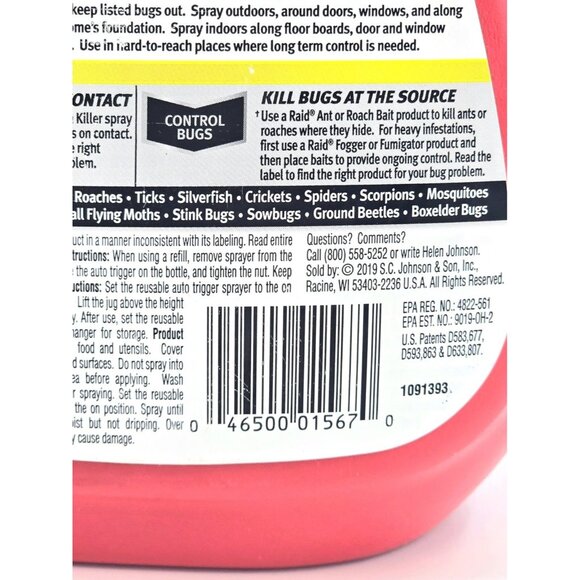 keep listed bugs out. Spray outdoors, around doors, windows, and along
ome's foundation. Spray indoors along floor boards, door and window
. Use in hard-to-reach places where long term control is needed.
ONTACT
Killer spray
s on contact.
e right
blem.
CONTROL
BUGS
KILL BUGS AT THE SOURCE
†Use a Raid® Ant or Roach Bait product to kill ants or
roaches where they hide. For heavy infestations,
first use a Raid® Fogger or Fumigator product and
then place baits to provide ongoing control. Read the
label to find the right product for your bug problem.
Roaches • Ticks • Silverfish • Crickets • Spiders • Scorpions • Mosquitoes
all Flying Moths • Stink Bugs • Sowbugs • Ground Beetles • Boxelder Bugs
duct in a manner inconsistent with its labeling. Read entire
structions: When using a refill, remove sprayer from the
the auto trigger on the bottle, and tighten the nut. Keep
uctions: Set the reusable auto trigger sprayer to the on
Lift the jug above the height
y. After use, set the reusable
anger for storage. Product
food and utensils. Cover
d surfaces. Do not spray into
ea before applying. Wash
r spraying. Set the reusable
the on position. Spray until
oist but not dripping. Over
y cause damage.
Questions? Comments?
Call (800) 558-5252 or write Helen Johnson.
Sold by: © 2019 S.C. Johnson & Son, Inc.,
Racine, WI 53403-2236 U.S.A. All Rights Reserved.
EPA REG. NO.: 4822-561
EPA EST. NO.: 9019-OH-2
U.S. Patents D583,677,
D593,863 & D633,807.
1091393
0 46500 01567 0